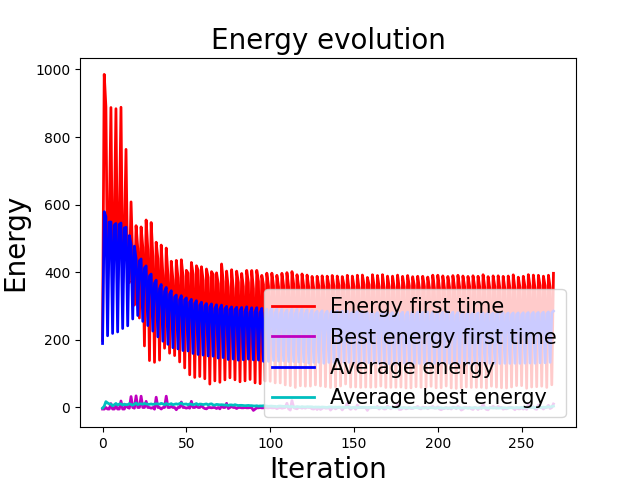 Energy evolution
1000
800
600
400
200
0
Energy
Energy first time
Best energy first time
Average energy
Average best energy
0 50 100 150 200 250
Iteration